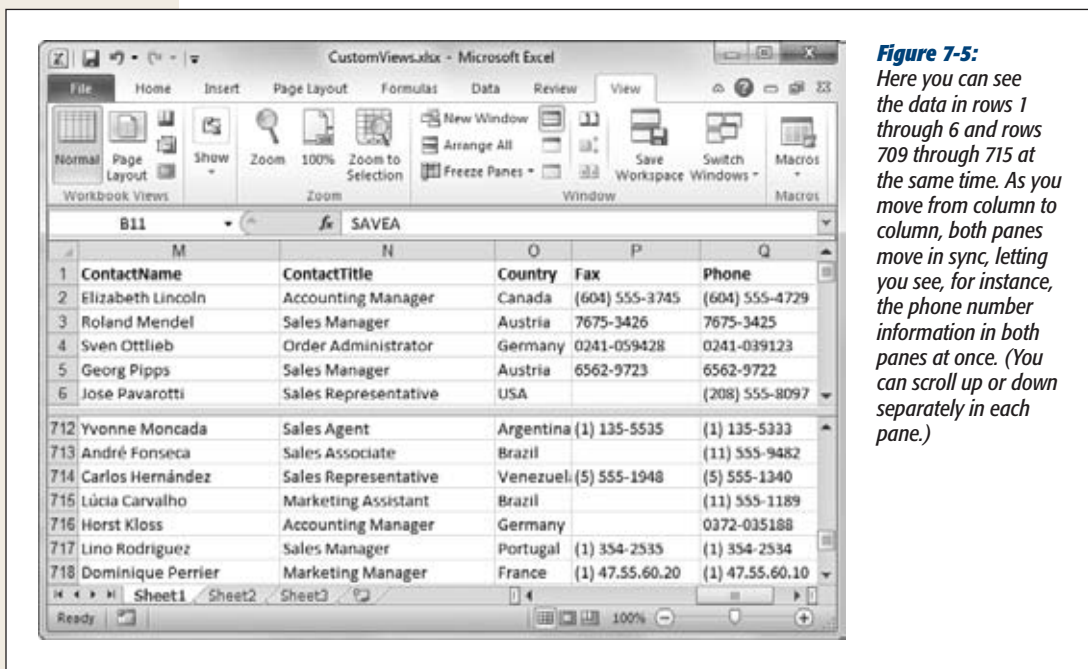 CustomViews.xlsx - Microsoft Excel
File Home Insert Page Layout Formulas Data Review View
Normal Page Layout Show Zoom 100% Zoom to Selection New Window Arrange All Freeze Panes Save Workspace Switch Windows Macros
Workbook Views Zoom Window Macros
B11 fx SAVEA
M N O P Q
1 ContactName ContactTitle Country Fax Phone
2 Elizabeth Lincoln Accounting Manager Canada (604) 555-3745 (604) 555-4729
3 Roland Mendel Sales Manager Austria 7675-3426 7675-3425
4 Sven Ottlieb Order Administrator Germany 0241-059428 0241-039123
5 Georg Pipps Sales Manager Austria 6562-9723 6562-9722
6 Jose Pavarotti Sales Representative USA (208) 555-8097
712 Yvonne Moncada Sales Agent Argentina (1) 135-5535 (1) 135-5333
713 André Fonseca Sales Associate Brazil (11) 555-9482
714 Carlos Hernández Sales Representative Venezuel (5) 555-1948 (5) 555-1340
715 Lúcia Carvalho Marketing Assistant Brazil (11) 555-1189
716 Horst Kloss Accounting Manager Germany 0372-035188
717 Lino Rodriguez Sales Manager Portugal (1) 354-2535 (1) 354-2534
718 Dominique Perrier Marketing Manager France (1) 47.55.60.20 (1) 47.55.60.10
Sheet1 Sheet2 Sheet3
Ready 100%
Figure 7-5:
Here you can see
the data in rows 1
through 6 and rows
709 through 715 at
the same time. As you
move from column to
column, both panes
move in sync, letting
you see, for instance,
the phone number
information in both
panes at once. (You
can scroll up or down
separately in each
pane.)